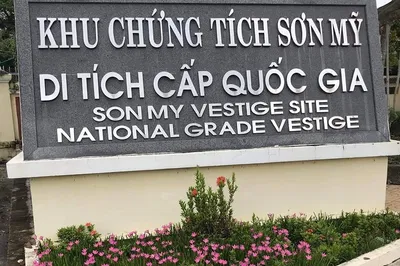 KHU CHỨNG TÍCH SƠN MỸ
DI TÍCH CẤP QUỐC GIA
SON MY VESTIGE SITE
NATIONAL GRADE VESTIGE